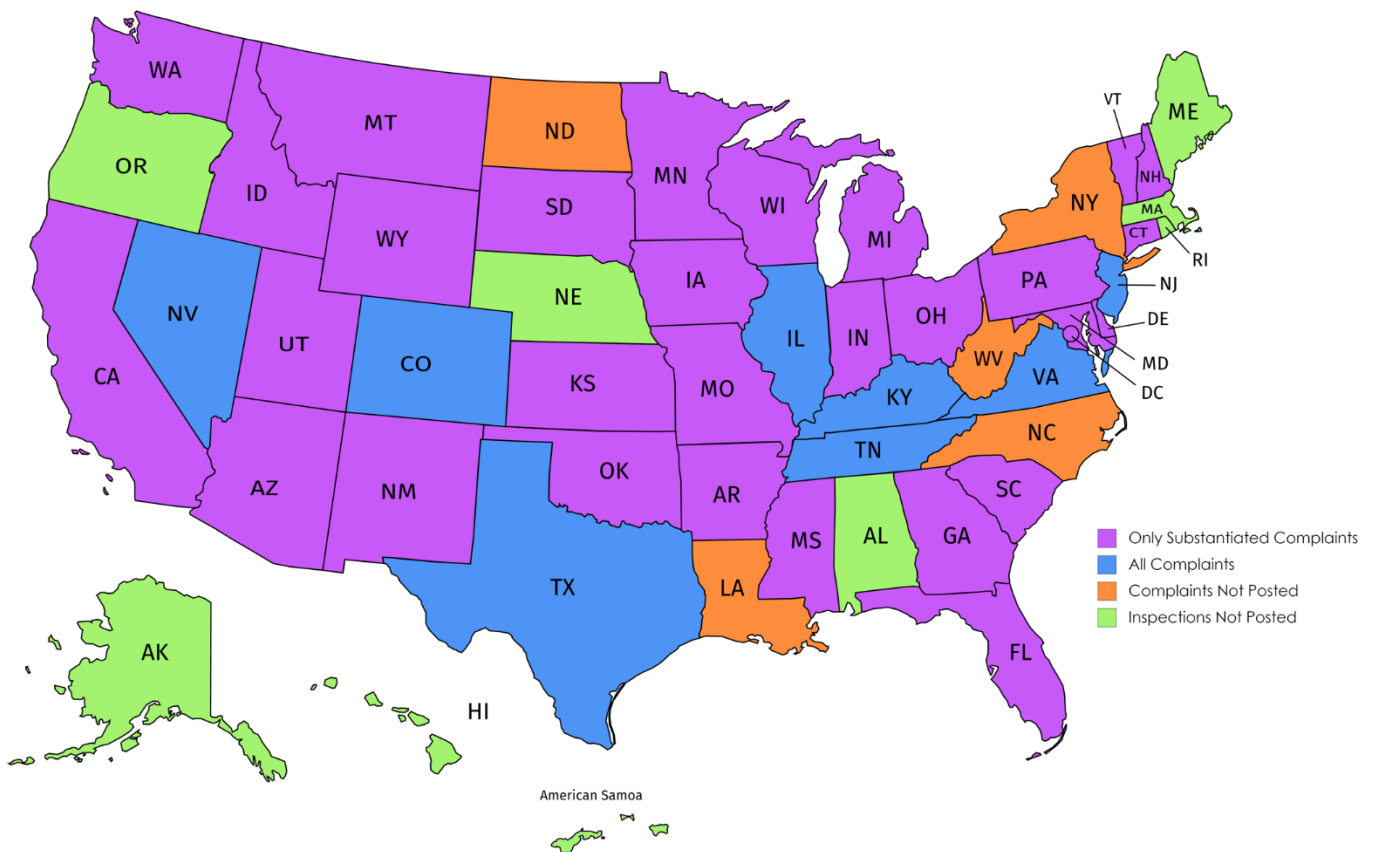 WA
MT
ND
MN
VT
ME
OR
ID
WY
SD
WI
MI
NY
NH
MA
CT
RI
NV
UT
CO
NE
IA
IL
IN
OH
PA
NJ
DE
MD
DC
CA
KS
MO
KY
WV
VA
AZ
NM
OK
AR
TN
NC
SC
TX
LA
MS
AL
GA
FL
Only Substantiated Complaints
All Complaints
Complaints Not Posted
Inspections Not Posted
AK
HI
American Samoa